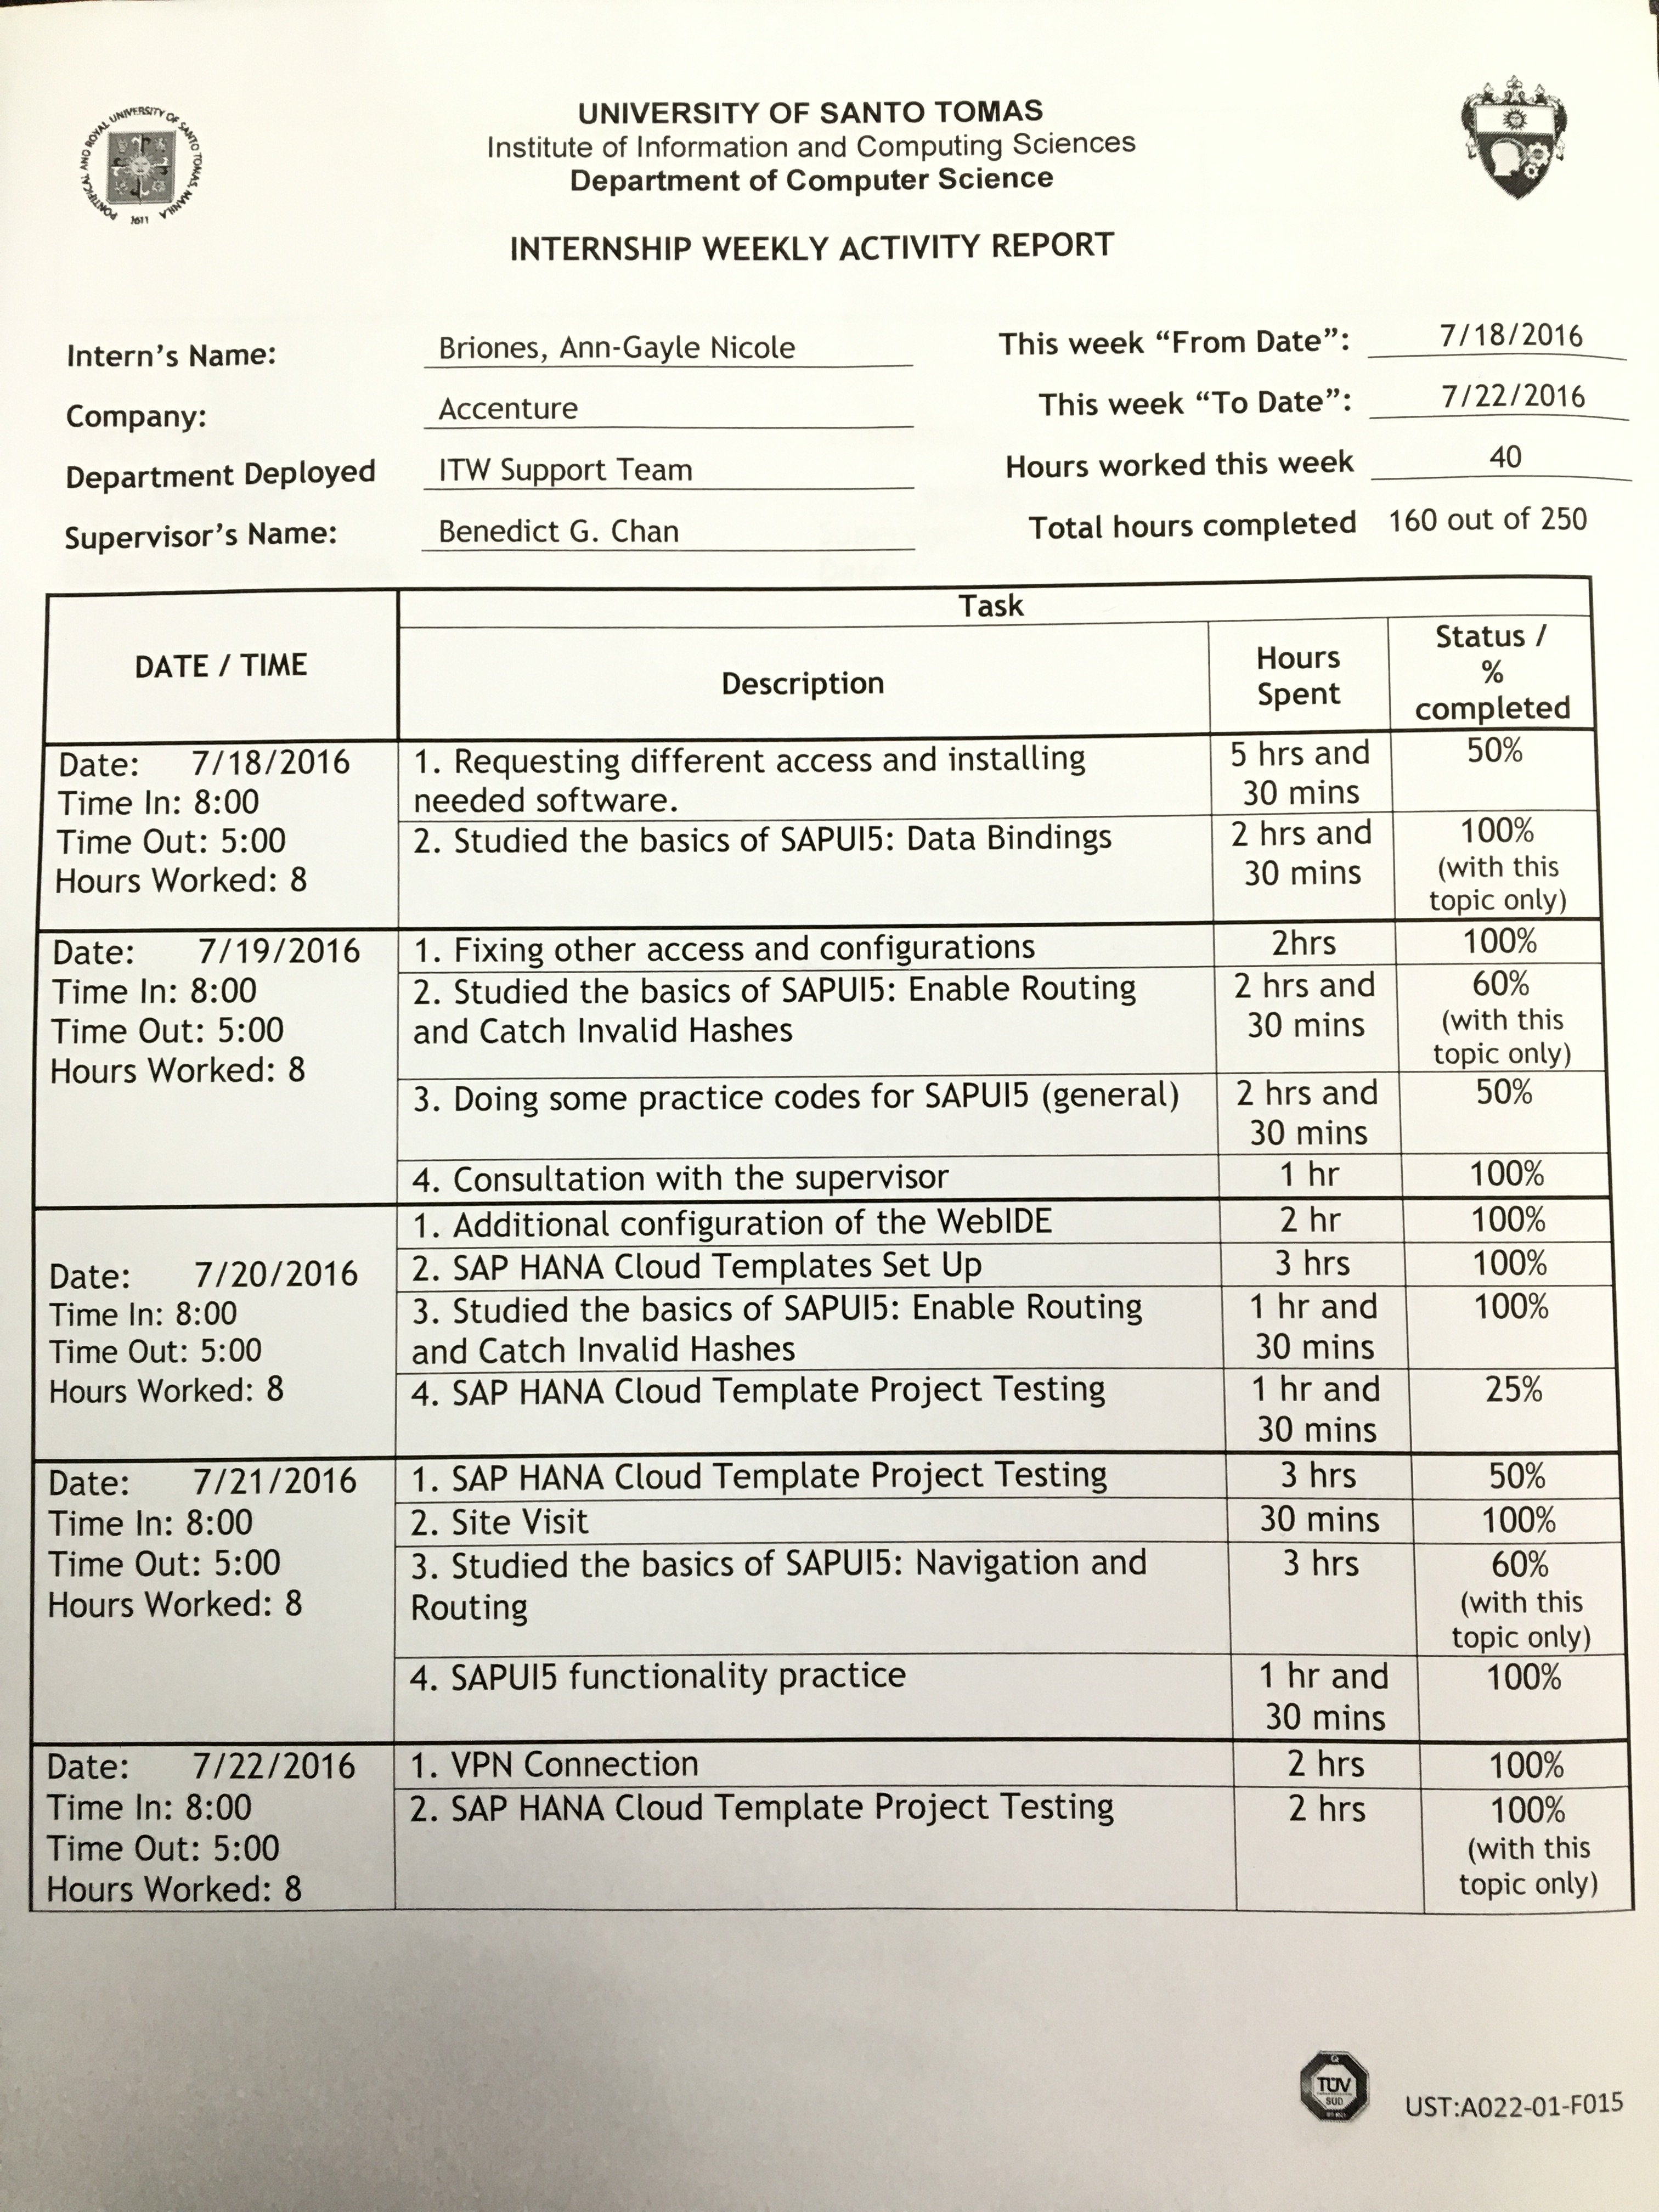 PONTIFICAL AND ROYAL UNIVERSITY OF SANTO TOMAS, MANILA
1611
UNIVERSITY OF SANTO TOMAS
Institute of Information and Computing Sciences
Department of Computer Science
INTERNSHIP WEEKLY ACTIVITY REPORT
Intern's Name: Briones, Ann-Gayle Nicole
This week “From Date”: 7/18/2016
Company: Accenture
This week “To Date”: 7/22/2016
Department Deployed ITW Support Team
Hours worked this week 40
Supervisor's Name: Benedict G. Chan
Total hours completed 160 out of 250
DATE / TIME
Task
Description
Hours
Spent
Status /
%
completed
Date: 7/18/2016
Time In: 8:00
Time Out: 5:00
Hours Worked: 8
1. Requesting different access and installing
needed software.
5 hrs and
30 mins
50%
2. Studied the basics of SAPUI5: Data Bindings
2 hrs and
30 mins
100%
(with this
topic only)
Date: 7/19/2016
Time In: 8:00
Time Out: 5:00
Hours Worked: 8
1. Fixing other access and configurations
2hrs
100%
2. Studied the basics of SAPUI5: Enable Routing
and Catch Invalid Hashes
2 hrs and
30 mins
60%
(with this
topic only)
3. Doing some practice codes for SAPUI5 (general)
2 hrs and
30 mins
50%
4. Consultation with the supervisor
1 hr
100%
Date: 7/20/2016
Time In: 8:00
Time Out: 5:00
Hours Worked: 8
1. Additional configuration of the WebIDE
2 hr
100%
2. SAP HANA Cloud Templates Set Up
3 hrs
100%
3. Studied the basics of SAPUI5: Enable Routing
and Catch Invalid Hashes
1 hr and
30 mins
100%
4. SAP HANA Cloud Template Project Testing
1 hr and
30 mins
25%
Date: 7/21/2016
Time In: 8:00
Time Out: 5:00
Hours Worked: 8
1. SAP HANA Cloud Template Project Testing
3 hrs
50%
2. Site Visit
30 mins
100%
3. Studied the basics of SAPUI5: Navigation and
Routing
3 hrs
60%
(with this
topic only)
4. SAPUI5 functionality practice
1 hr and
30 mins
100%
Date: 7/22/2016
Time In: 8:00
Time Out: 5:00
Hours Worked: 8
1. VPN Connection
2 hrs
100%
2. SAP HANA Cloud Template Project Testing
2 hrs
100%
(with this
topic only)
TÜV
SUD
UST:A022-01-F015